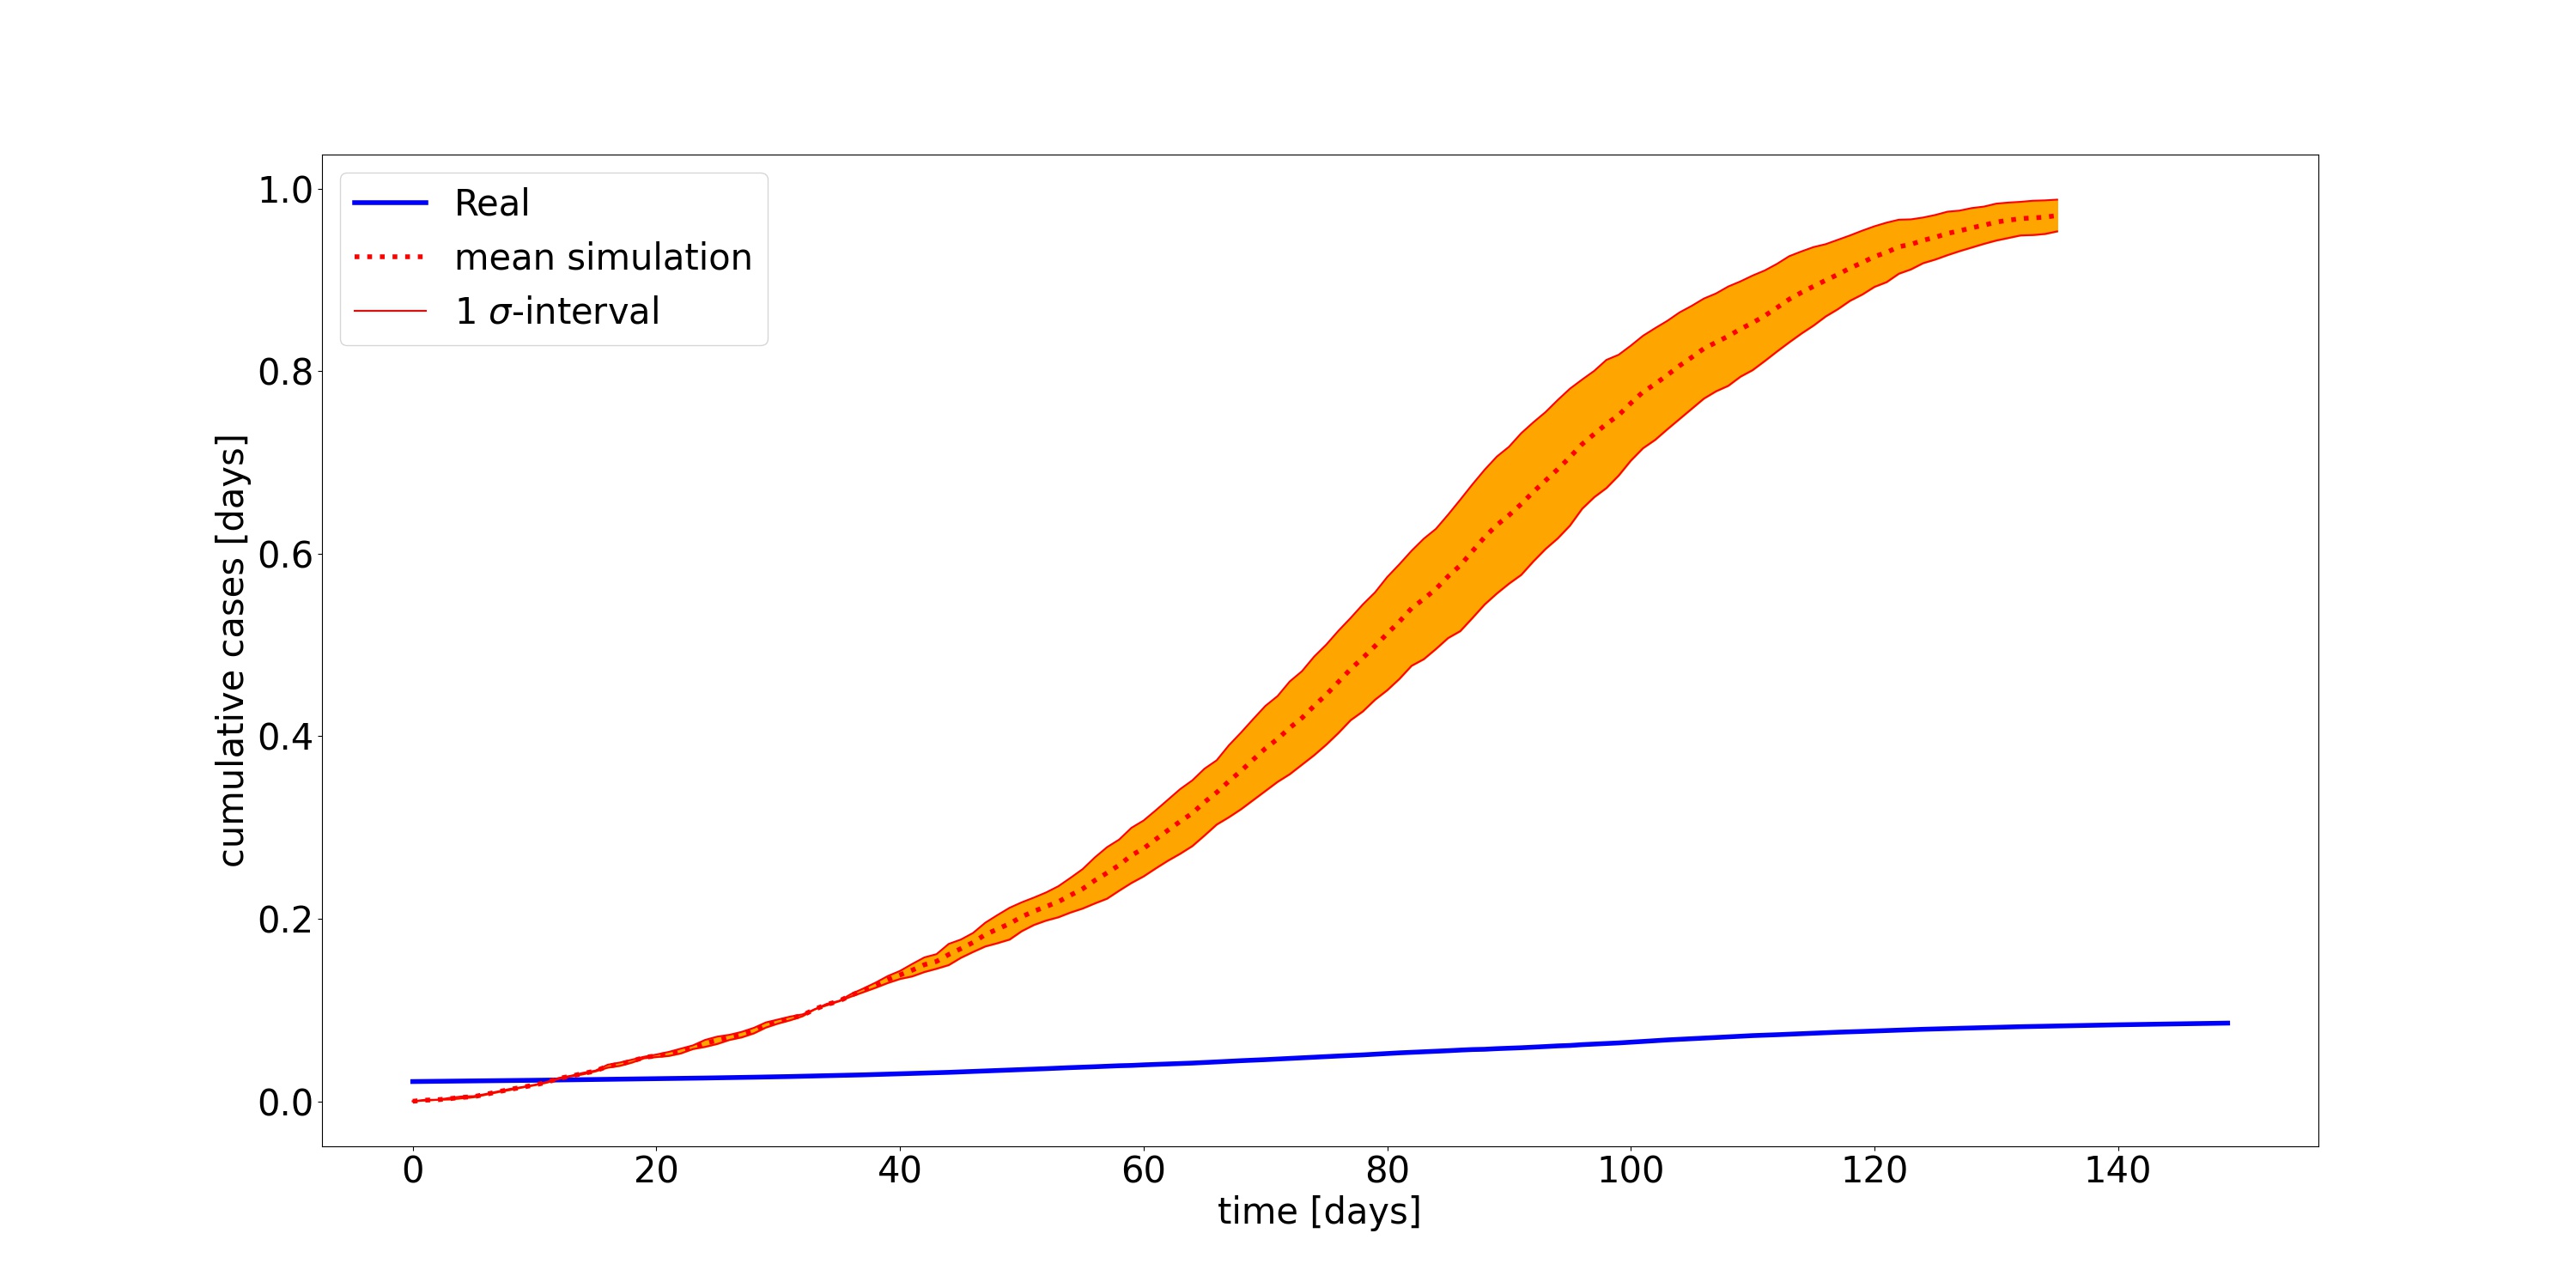 Real
mean simulation
1 σ-interval
1.0
0.8
0.6
0.4
0.2
0.0
cumulative cases [days]
0 20 40 60 80 100 120 140
time [days]